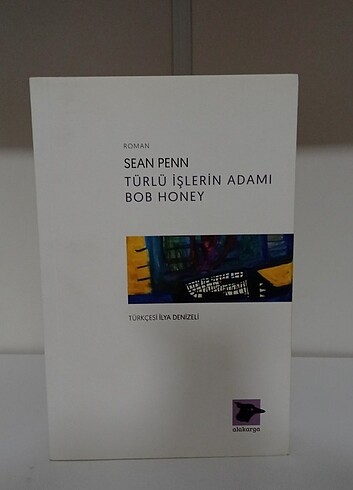 ROMAN
SEAN PENN
TÜRLÜ İŞLERİN ADAMI
BOB HONEY
TÜRKÇESİ İLYA DENİZELİ
alakarga